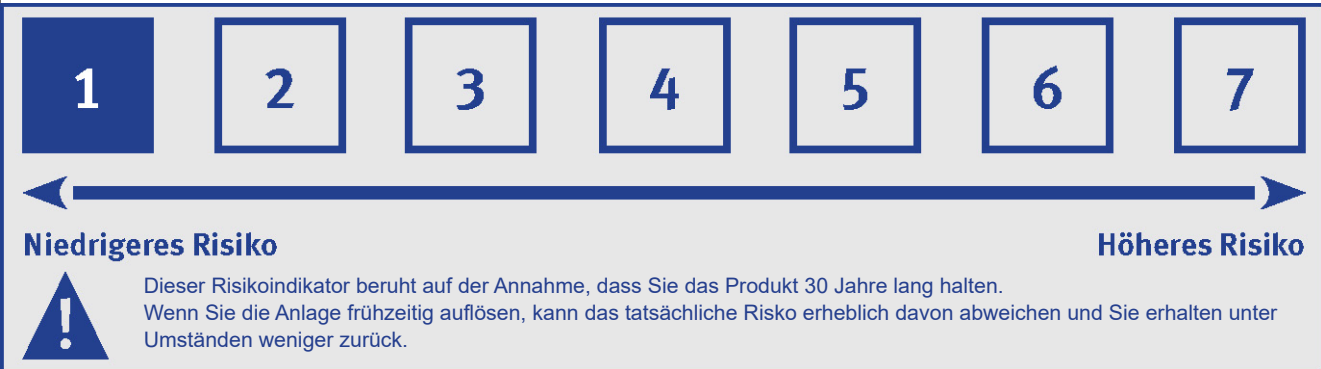 1 2 3 4 5 6 7
Niedrigeres Risiko Höheres Risiko
!
Dieser Risikoindikator beruht auf der Annahme, dass Sie das Produkt 30 Jahre lang halten.
Wenn Sie die Anlage frühzeitig auflösen, kann das tatsächliche Risko erheblich davon abweichen und Sie erhalten unter
Umständen weniger zurück.